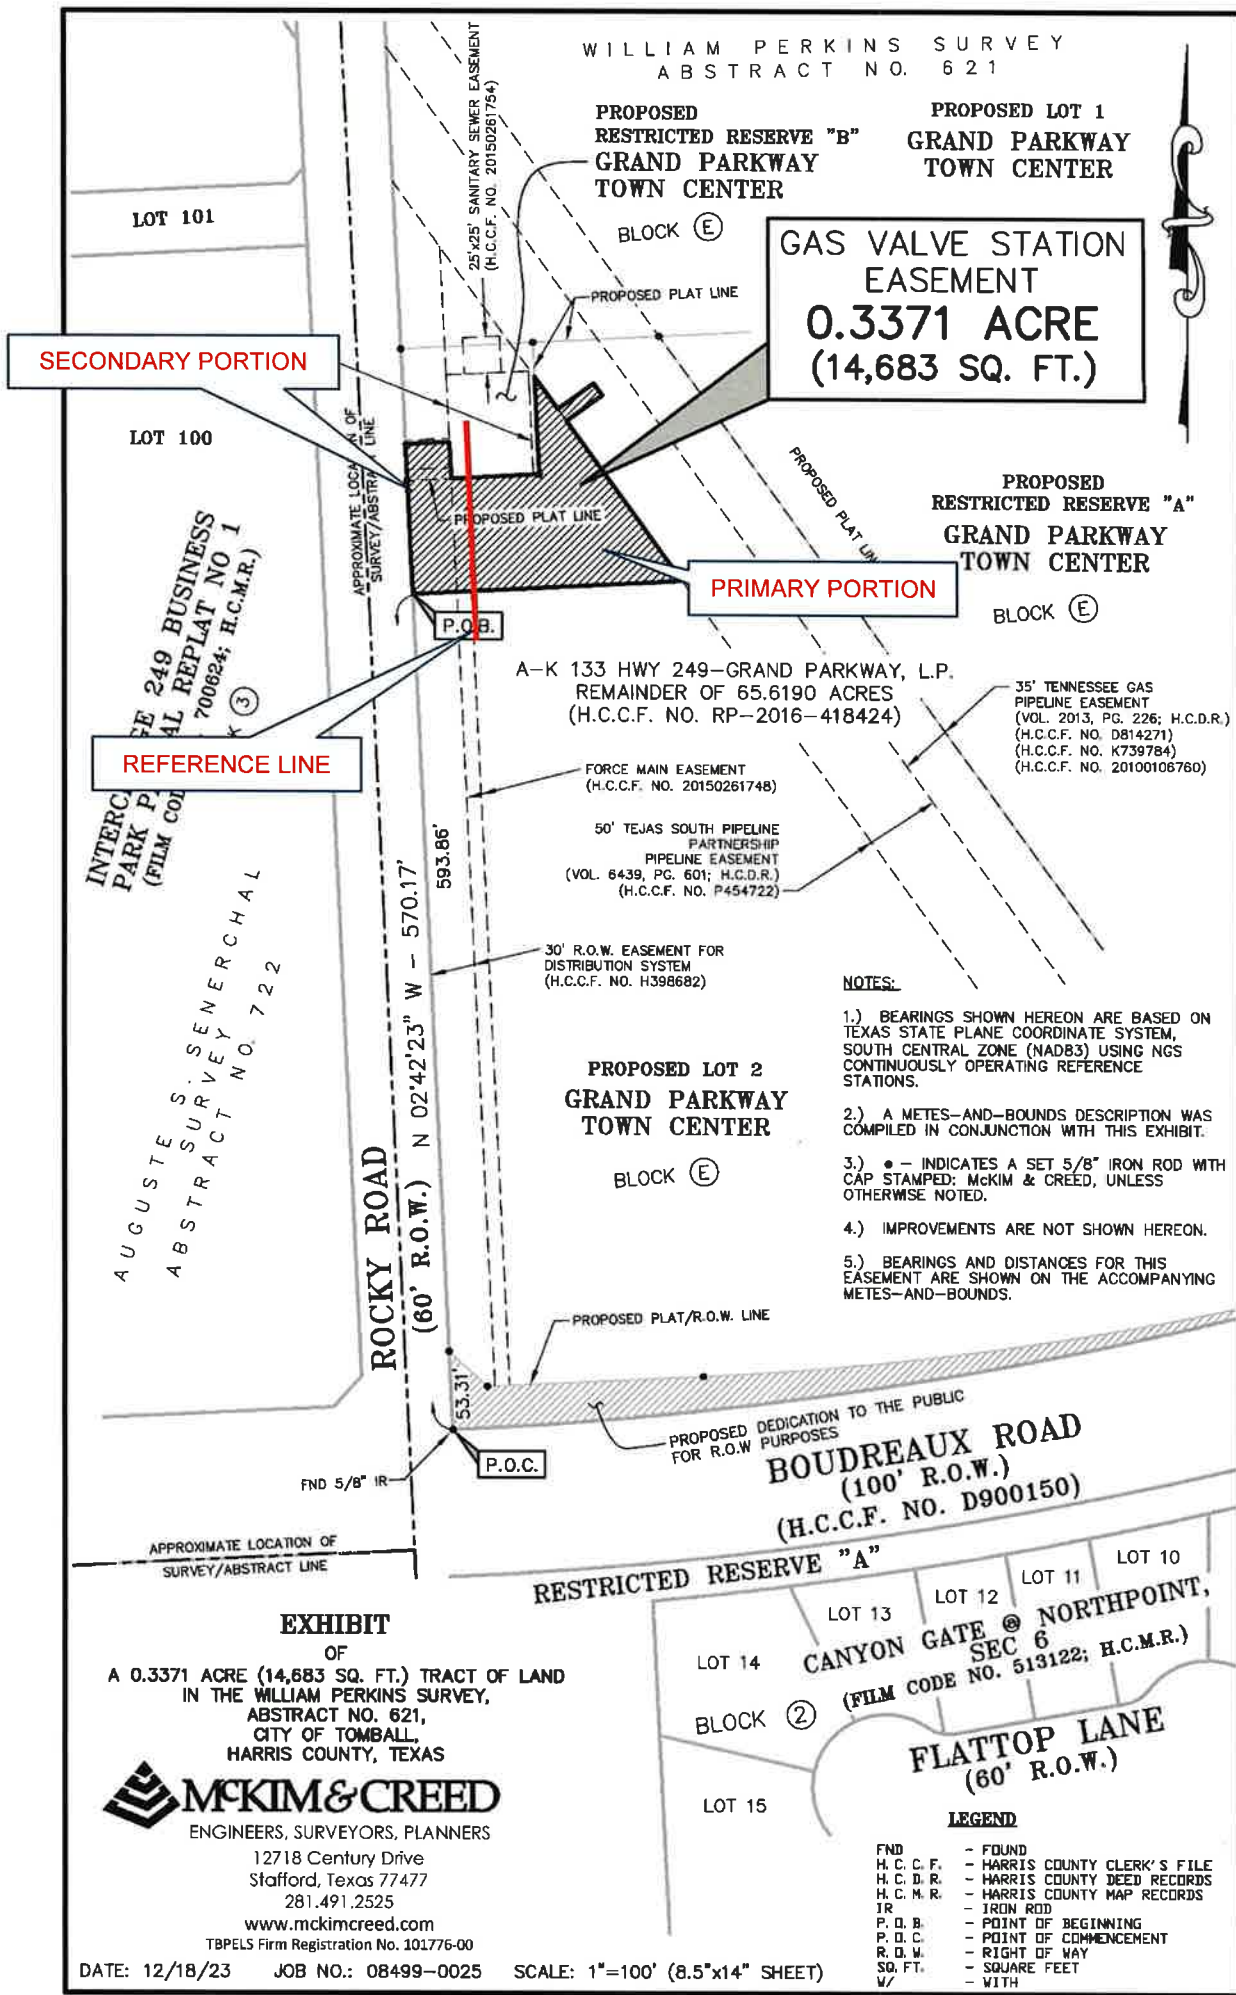 WILLIAM PERKINS SURVEY
ABSTRACT NO. 621
25'x25' SANITARY SEWER EASEMENT
(H.C.C.F. NO. 20150261754)
PROPOSED
RESTRICTED RESERVE "B"
GRAND PARKWAY
TOWN CENTER
BLOCK E
PROPOSED LOT 1
GRAND PARKWAY
TOWN CENTER
LOT 101
GAS VALVE STATION
EASEMENT
0.3371 ACRE
(14,683 SQ. FT.)
PROPOSED PLAT LINE
SECONDARY PORTION
LOT 100
APPROXIMATE LOCATION OF
SURVEY/ABSTRACT LINE
PROPOSED PLAT LINE
PROPOSED PLAT LINE
PROPOSED
RESTRICTED RESERVE "A"
GRAND PARKWAY
TOWN CENTER
BLOCK E
PRIMARY PORTION
P.O.B.
249 BUSINESS
REPLAT NO 1
700624; H.C.M.R.)
3
REFERENCE LINE
A-K 133 HWY 249-GRAND PARKWAY, L.P.
REMAINDER OF 65.6190 ACRES
(H.C.C.F. NO. RP-2016-418424)
35' TENNESSEE GAS
PIPELINE EASEMENT
(VOL. 2013, PG. 226; H.C.D.R.)
(H.C.C.F. NO. D814271)
(H.C.C.F. NO. K739784)
(H.C.C.F. NO. 20100106760)
FORCE MAIN EASEMENT
(H.C.C.F. NO. 20150261748)
50' TEJAS SOUTH PIPELINE
PARTNERSHIP
PIPELINE EASEMENT
(VOL. 6439, PG. 601; H.C.D.R.)
(H.C.C.F. NO. P454722)
593.86'
N 02°42'23" W - 570.17'
30' R.O.W. EASEMENT FOR
DISTRIBUTION SYSTEM
(H.C.C.F. NO. H398682)
AUGUSTE S. SENERCHAL
SURVEY
ABSTRACT NO. 722
NOTES:
1.) BEARINGS SHOWN HEREON ARE BASED ON
TEXAS STATE PLANE COORDINATE SYSTEM,
SOUTH CENTRAL ZONE (NAD83) USING NGS
CONTINUOUSLY OPERATING REFERENCE
STATIONS.
2.) A METES-AND-BOUNDS DESCRIPTION WAS
COMPILED IN CONJUNCTION WITH THIS EXHIBIT.
3.) ● - INDICATES A SET 5/8" IRON ROD WITH
CAP STAMPED: McKIM & CREED, UNLESS
OTHERWISE NOTED.
4.) IMPROVEMENTS ARE NOT SHOWN HEREON.
5.) BEARINGS AND DISTANCES FOR THIS
EASEMENT ARE SHOWN ON THE ACCOMPANYING
METES-AND-BOUNDS.
PROPOSED LOT 2
GRAND PARKWAY
TOWN CENTER
BLOCK E
ROCKY ROAD
(60' R.O.W.)
PROPOSED PLAT/R.O.W. LINE
53.31'
PROPOSED DEDICATION TO THE PUBLIC
FOR R.O.W PURPOSES
P.O.C.
FND 5/8" IR
BOUDREAUX ROAD
(100' R.O.W.)
(H.C.C.F. NO. D900150)
APPROXIMATE LOCATION OF
SURVEY/ABSTRACT LINE
RESTRICTED RESERVE "A"
LOT 10
LOT 11
LOT 12
LOT 13
LOT 14
CANYON GATE @ NORTHPOINT,
SEC 6
(FILM CODE NO. 513122; H.C.M.R.)
BLOCK 2
FLATTOP LANE
(60' R.O.W.)
LOT 15
EXHIBIT
OF
A 0.3371 ACRE (14,683 SQ. FT.) TRACT OF LAND
IN THE WILLIAM PERKINS SURVEY,
ABSTRACT NO. 621,
CITY OF TOMBALL,
HARRIS COUNTY, TEXAS
McKIM&CREED
ENGINEERS, SURVEYORS, PLANNERS
12718 Century Drive
Stafford, Texas 77477
281.491.2525
www.mckimcreed.com
TBPELS Firm Registration No. 101776-00
DATE: 12/18/23 JOB NO.: 08499-0025 SCALE: 1"=100' (8.5"x14" SHEET)
LEGEND
FND - FOUND
H.C.C.F. - HARRIS COUNTY CLERK'S FILE
H.C.D.R. - HARRIS COUNTY DEED RECORDS
H.C.M.R. - HARRIS COUNTY MAP RECORDS
IR - IRON ROD
P.O.B. - POINT OF BEGINNING
P.O.C. - POINT OF COMMENCEMENT
R.O.W. - RIGHT OF WAY
SQ. FT. - SQUARE FEET
W/ - WITH